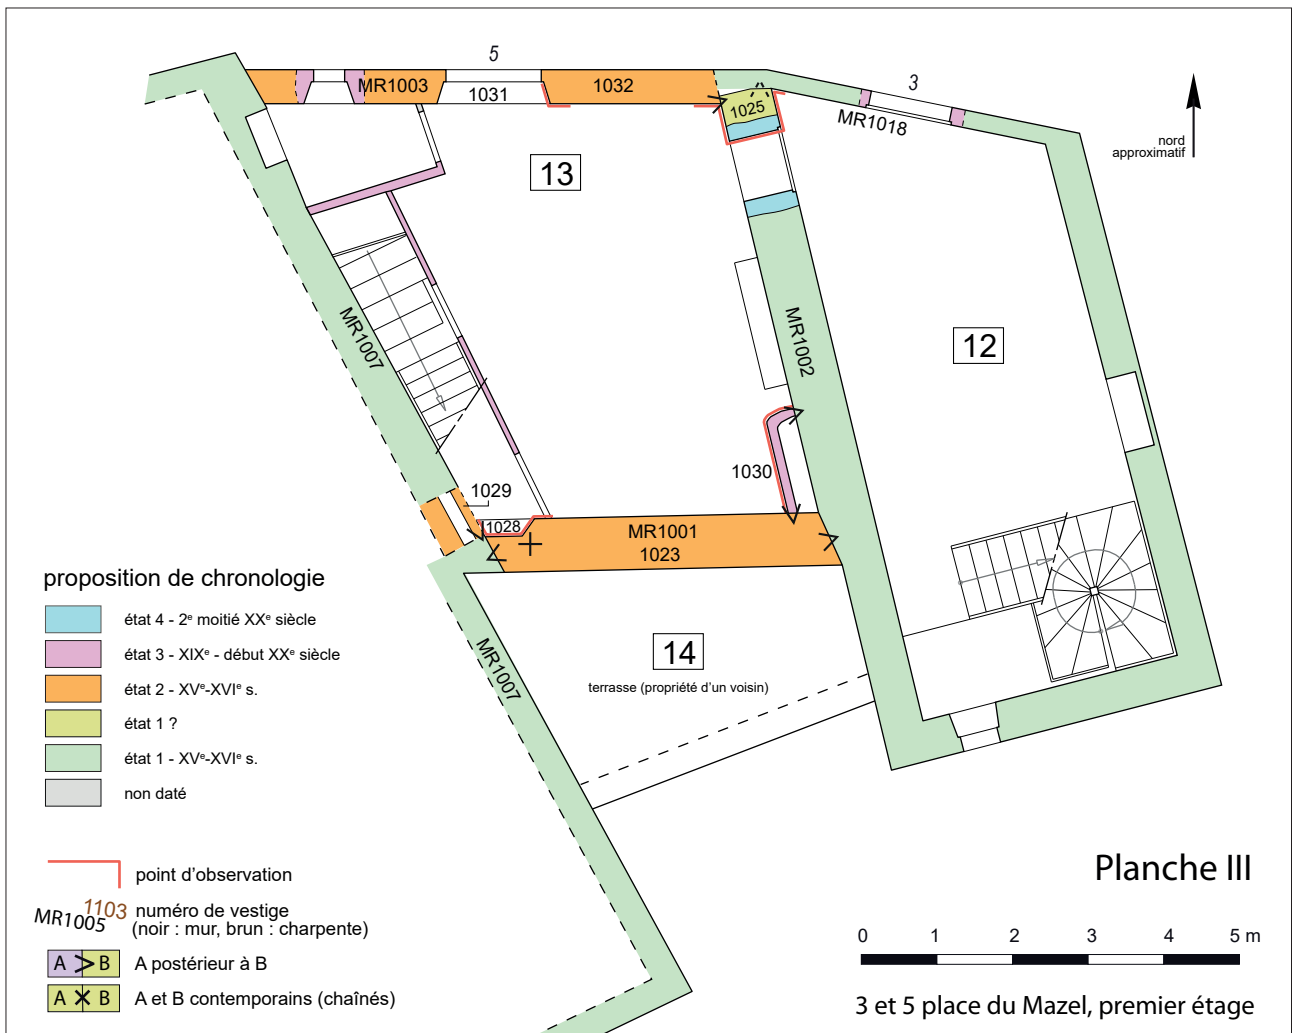 5
3
MR1003
1031
1032
1025
MR1018
nord
approximatif
13
12
MR1007
MR1002
1030
1029
1028
MR1001
1023
MR1007
14
terrasse (propriété d'un voisin)
proposition de chronologie
état 4 - 2e moitié XXe siècle
état 3 - XIXe - début XXe siècle
état 2 - XVe-XVIe s.
état 1 ?
état 1 - XVe-XVIe s.
non daté
point d'observation
MR1005 1103 numéro de vestige
(noir : mur, brun : charpente)
A > B A postérieur à B
A × B A et B contemporains (chaînés)
Planche III
0 1 2 3 4 5 m
3 et 5 place du Mazel, premier étage